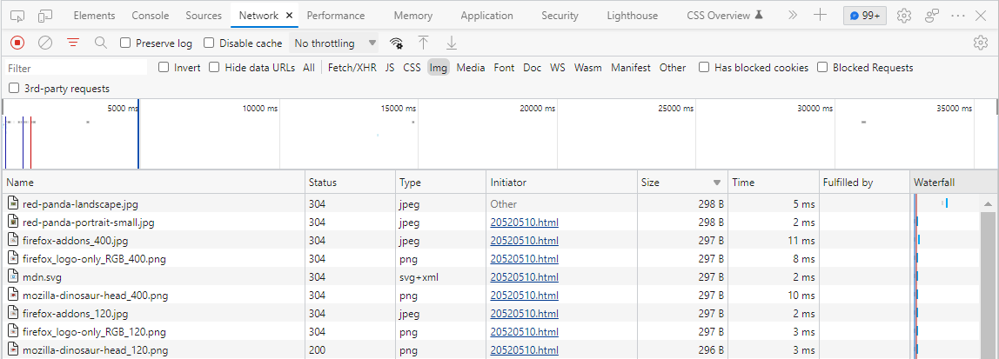 Elements Console Sources Network Performance Memory Application Security Lighthouse CSS Overview 99+
Preserve log Disable cache No throttling
Filter Invert Hide data URLs All Fetch/XHR JS CSS Img Media Font Doc WS Wasm Manifest Other Has blocked cookies Blocked Requests
3rd-party requests
5000 ms 10000 ms 15000 ms 20000 ms 25000 ms 30000 ms 35000 ms
Name Status Type Initiator Size Time Fulfilled by Waterfall
red-panda-landscape.jpg 304 jpeg Other 298 B 5 ms
red-panda-portrait-small.jpg 304 jpeg 20520510.html 298 B 2 ms
firefox-addons_400.jpg 304 jpeg 20520510.html 297 B 11 ms
firefox_logo-only_RGB_400.png 304 png 20520510.html 297 B 8 ms
mdn.svg 304 svg+xml 20520510.html 297 B 2 ms
mozilla-dinosaur-head_400.png 304 png 20520510.html 297 B 10 ms
firefox-addons_120.jpg 304 jpeg 20520510.html 297 B 2 ms
firefox_logo-only_RGB_120.png 304 png 20520510.html 297 B 3 ms
mozilla-dinosaur-head_120.png 200 png 20520510.html 296 B 3 ms